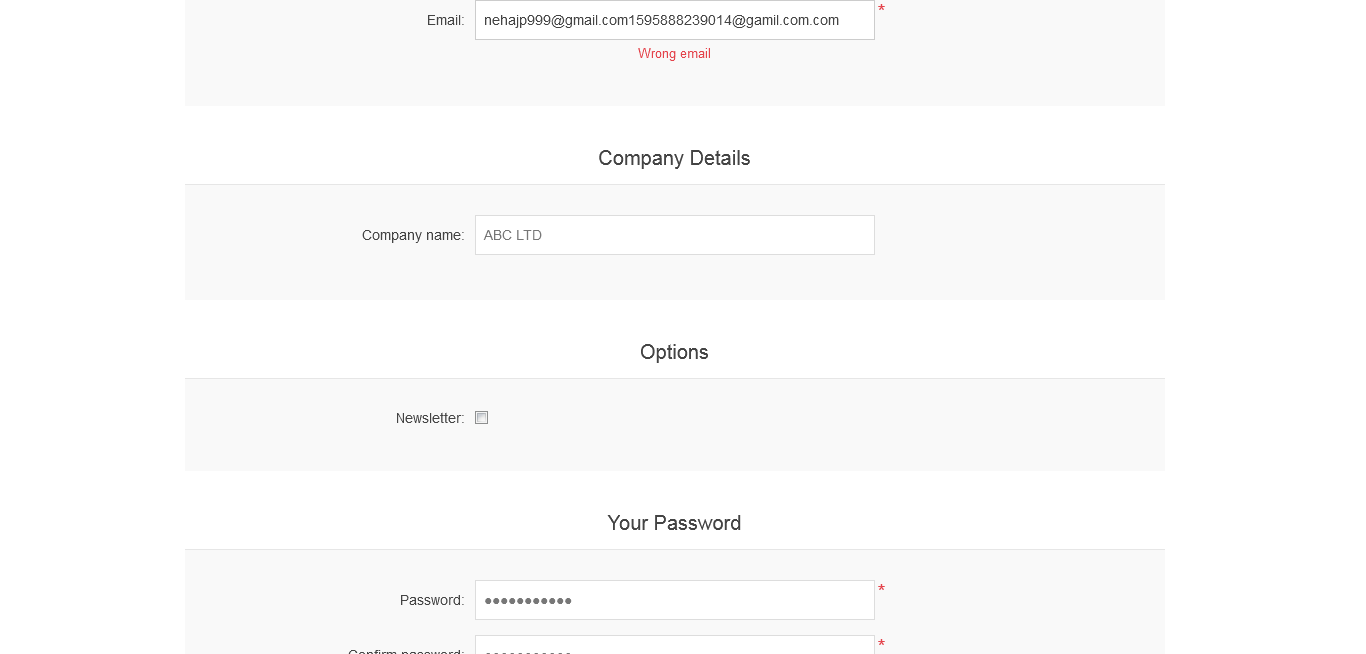 Email: nehajp999@gmail.com1595888239014@gamil.com.com *
Wrong email
Company Details
Company name: ABC LTD
Options
Newsletter:
Your Password
Password: ●●●●●●●●●●● *
Confirm password: ●●●●●●●●●●● *